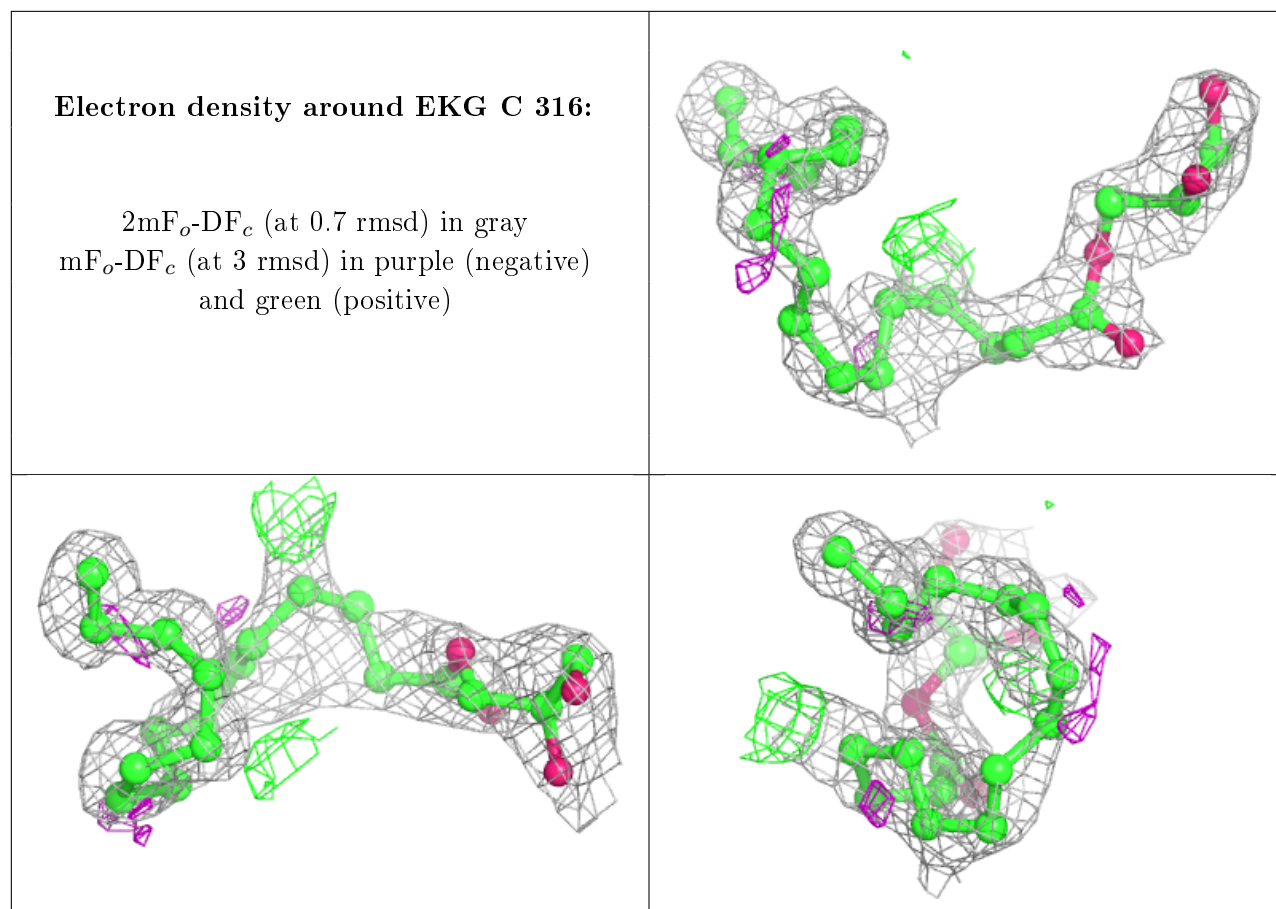 Electron density around EKG C 316:
2mFo-DFc (at 0.7 rmsd) in gray
mFo-DFc (at 3 rmsd) in purple (negative)
and green (positive)